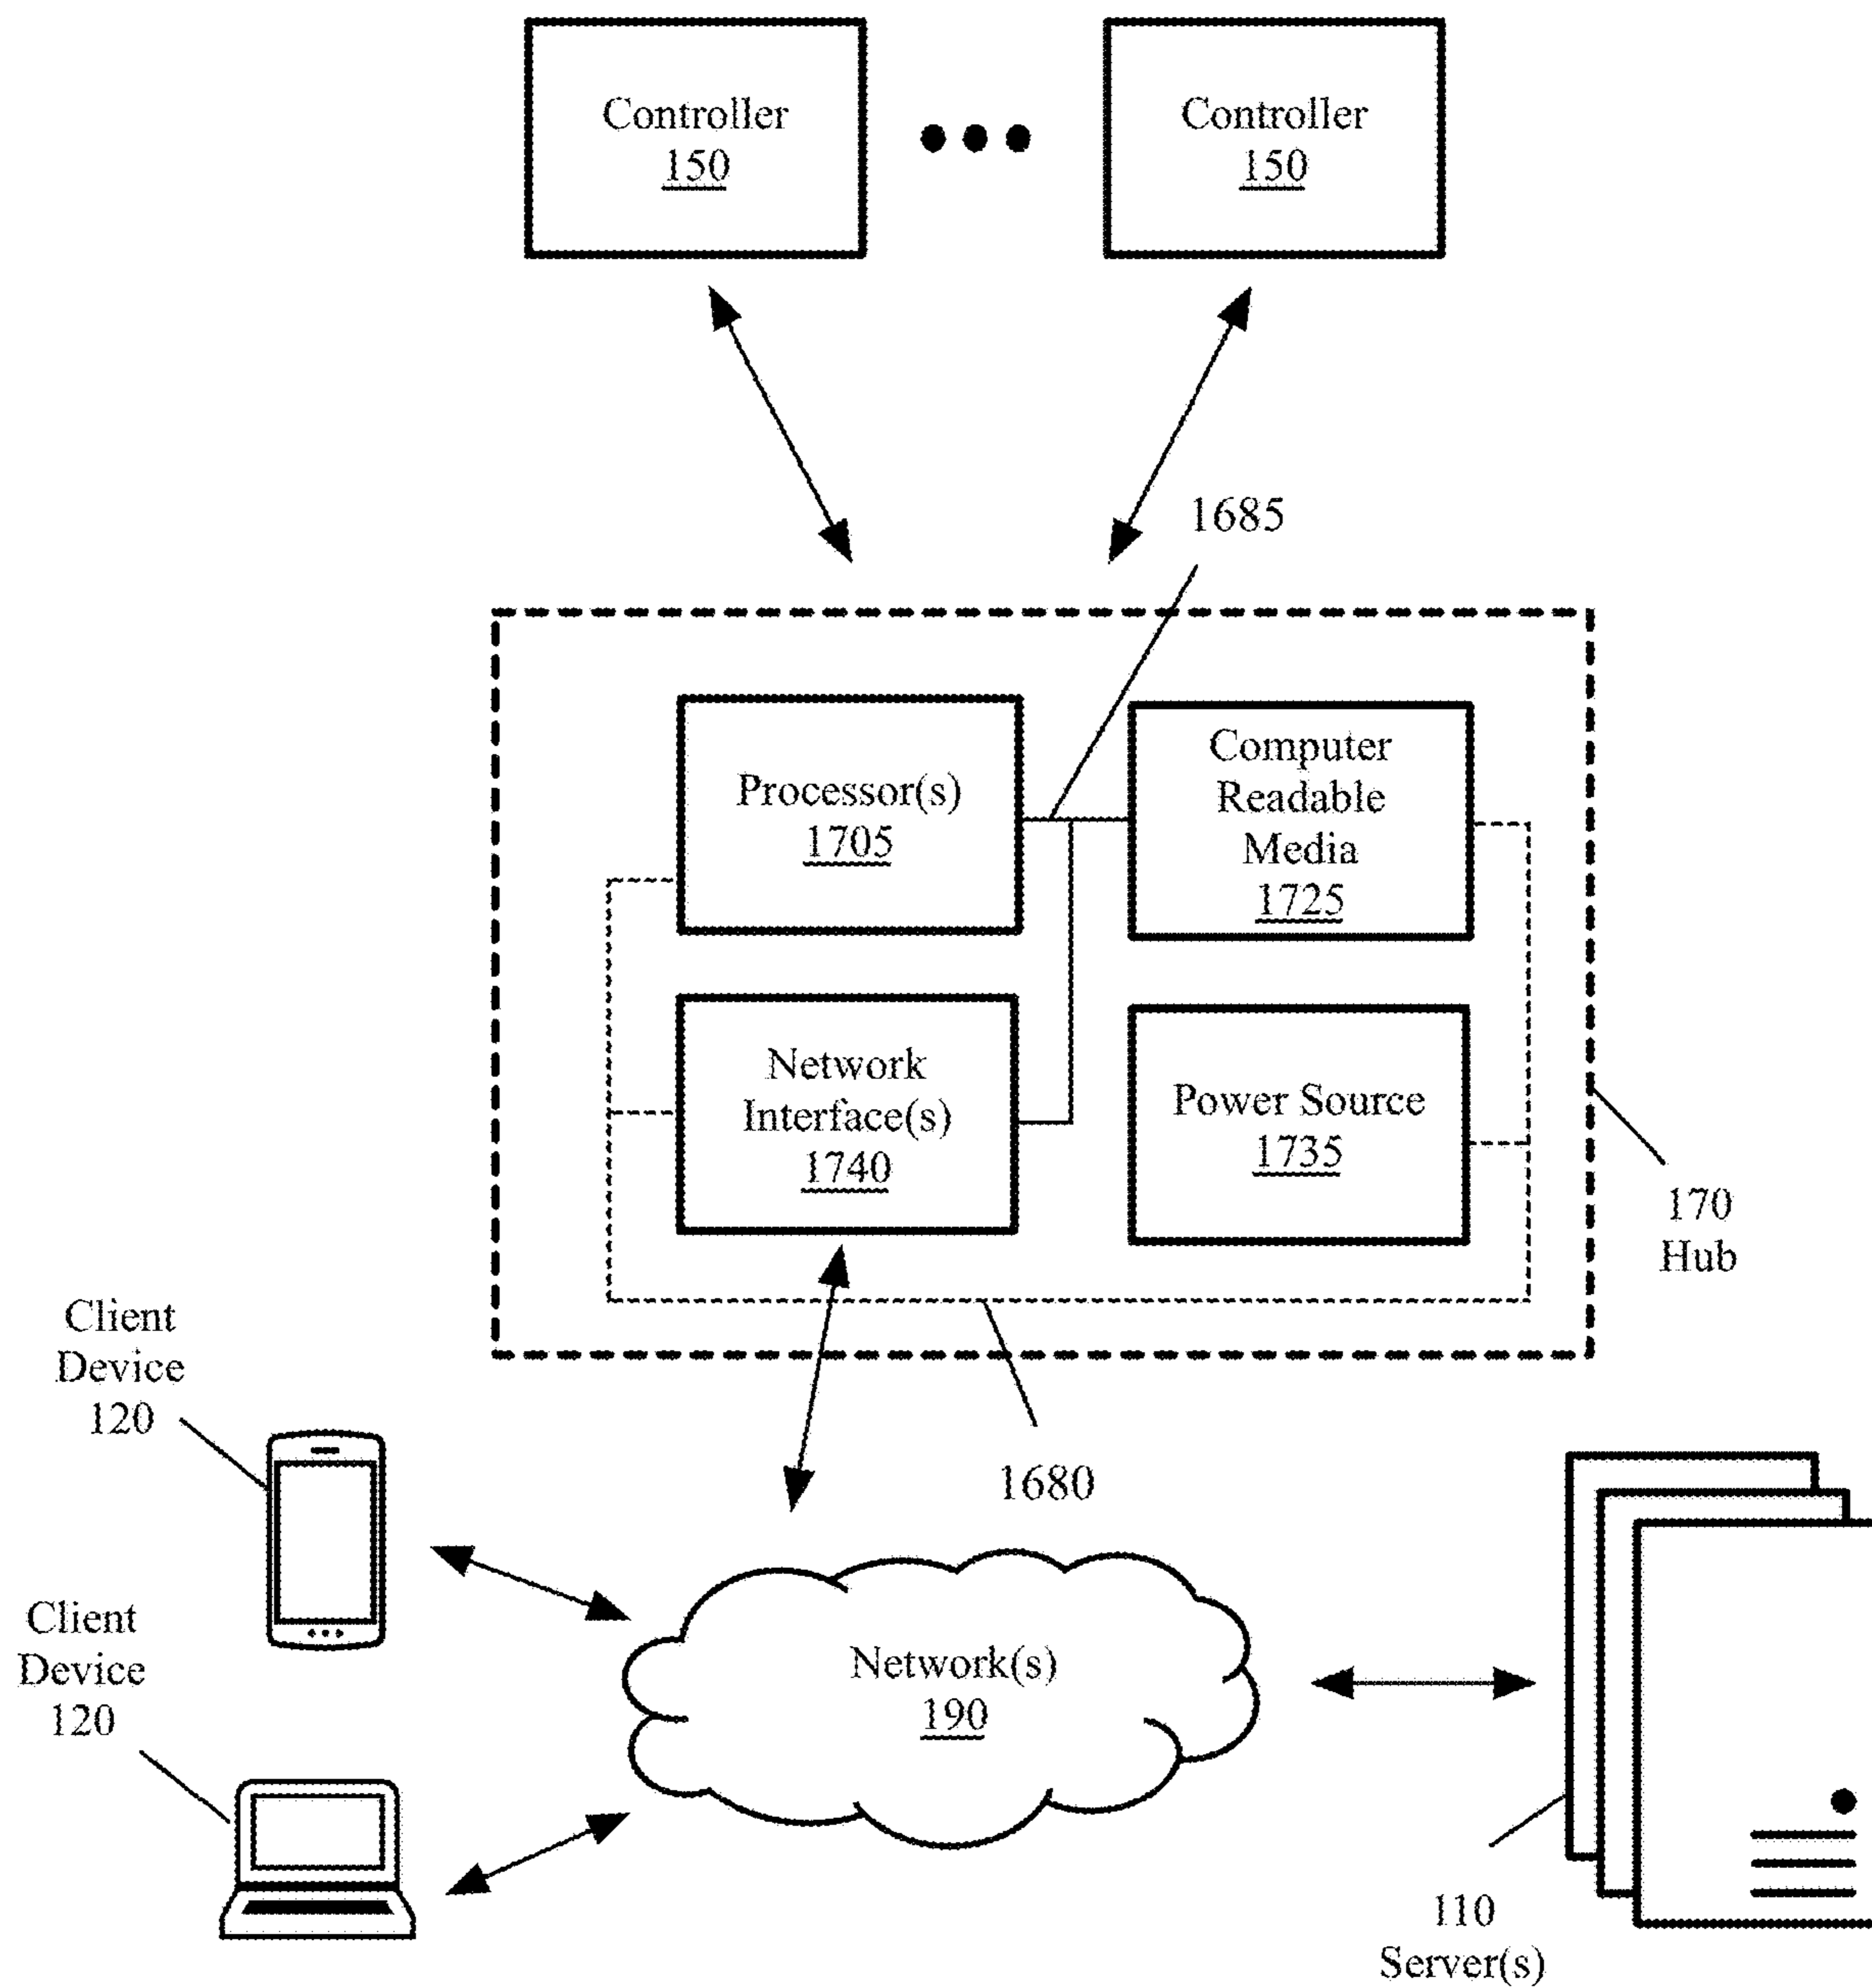 Controller
150
Controller
150
1685
Processor(s)
1705
Computer
Readable
Media
1725
Network
Interface(s)
1740
Power Source
1735
170
Hub
Client
Device
120
1680
Client
Device
120
Network(s)
190
110
Server(s)